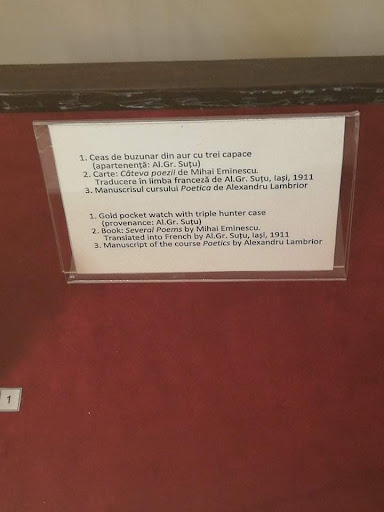 1. Ceas de buzunar din aur cu trei capace
(apartenență: Al.Gr. Suțu)
2. Carte: Câteva poezii de Mihai Eminescu.
Traducere în limba franceză de Al.Gr. Suțu, Iași, 1911
3. Manuscrisul cursului Poetica de Alexandru Lambrior
1. Gold pocket watch with triple hunter case
(provenance: Al.Gr. Suțu)
2. Book: Several Poems by Mihai Eminescu.
Translated into French by Al.Gr. Suțu, Iași, 1911
3. Manuscript of the course Poetics by Alexandru Lambrior
1